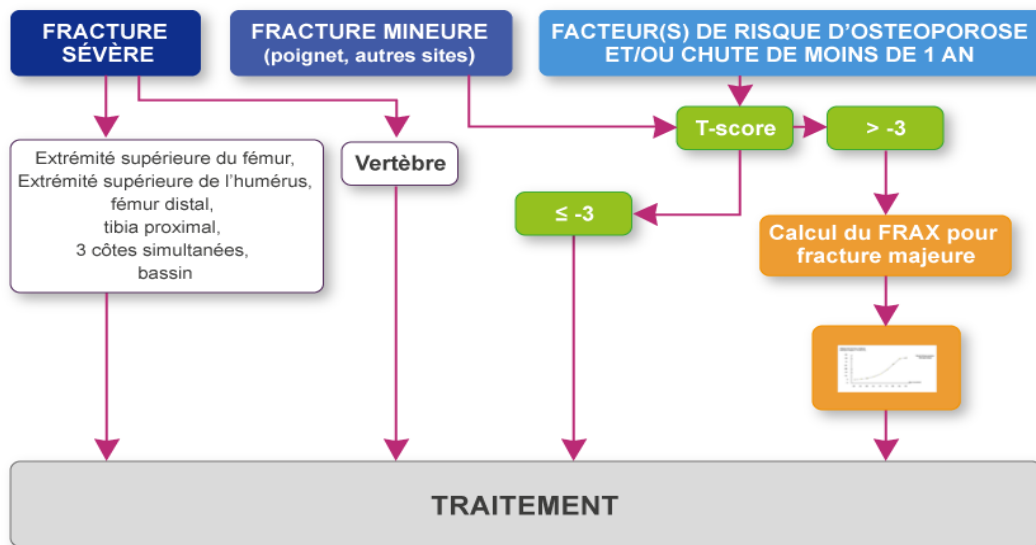 FRACTURE
SÉVÈRE
FRACTURE MINEURE
(poignet, autres sites)
FACTEUR(S) DE RISQUE D'OSTEOPOROSE
ET/OU CHUTE DE MOINS DE 1 AN
T-score
> -3
Extrémité supérieure du fémur,
Extrémité supérieure de l'humérus,
fémur distal,
tibia proximal,
3 côtes simultanées,
bassin
Vertèbre
≤ -3
Calcul du FRAX pour
fracture majeure
TRAITEMENT